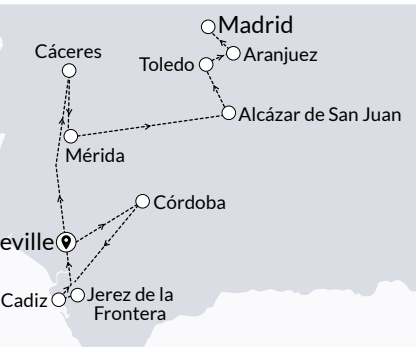 Madrid
Cáceres
Aranjuez
Toledo
Alcázar de San Juan
Mérida
Córdoba
eville
Cadiz
Jerez de la
Frontera